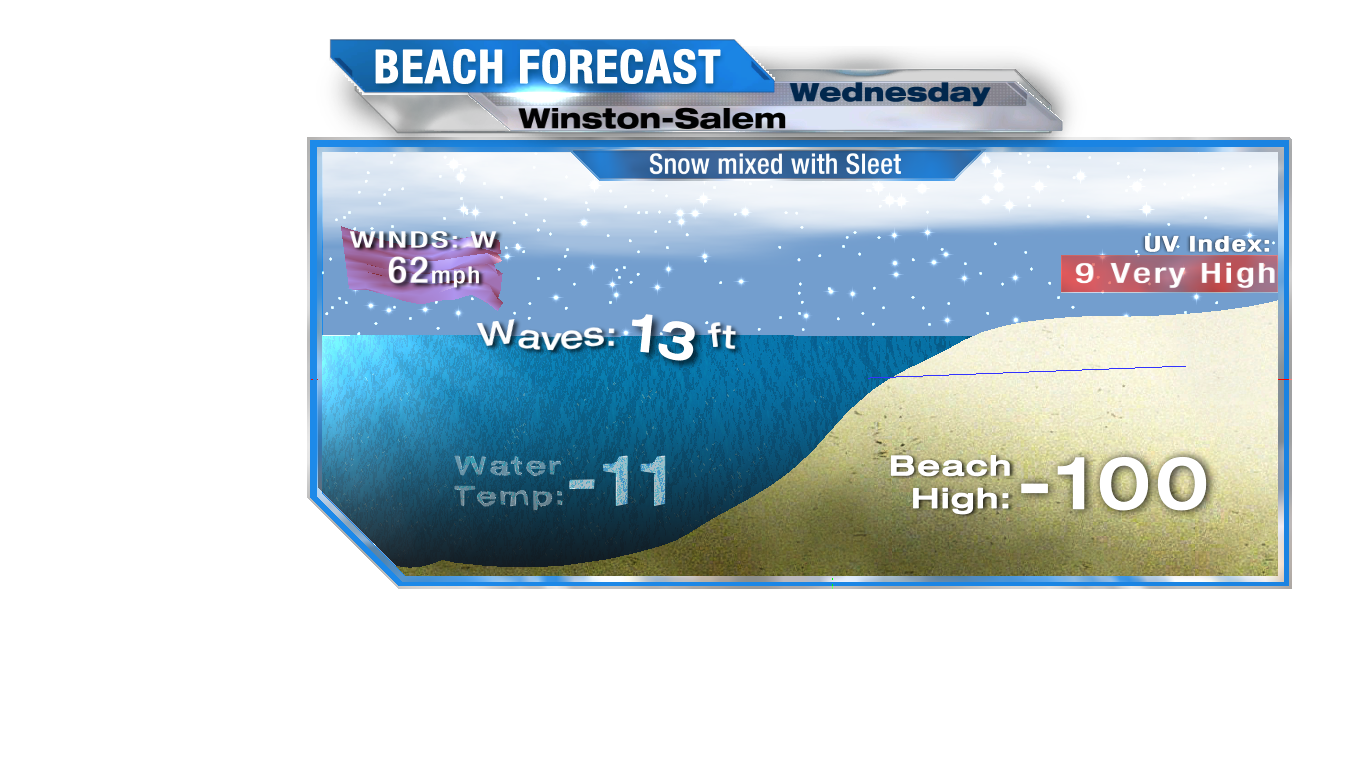 BEACH FORECAST
Wednesday
Winston-Salem
Snow mixed with Sleet
WINDS: W
62mph
UV Index:
9 Very High
Waves: 13 ft
Water
Temp: -11
Beach
High: -100